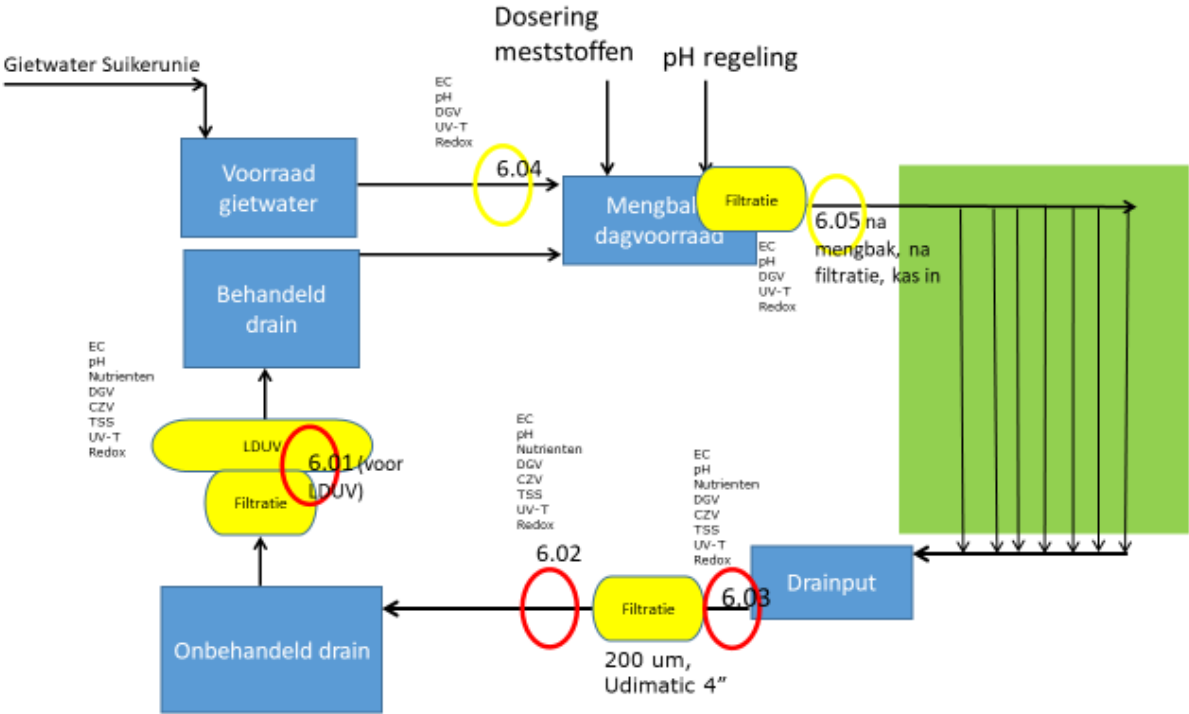 Dosering
meststoffen
pH regeling
Gietwater Suikerunie
EC
pH
DGV
UV-T
Redox
6.04
Voorraad
gietwater
Mengbak
dagvoorraad
Filtratie
6.05 na
mengbak, na
filtratie, kas in
EC
pH
DGV
UV-T
Redox
Behandeld
drain
EC
pH
Nutrienten
DGV
CZV
TSS
UV-T
Redox
LDUV
6.01 (voor
LDUV)
Filtratie
EC
pH
Nutrienten
DGV
CZV
TSS
UV-T
Redox
6.02
EC
pH
Nutrienten
DGV
CZV
TSS
UV-T
Redox
6.03
Drainput
Filtratie
200 um,
Udimatic 4”
Onbehandeld drain